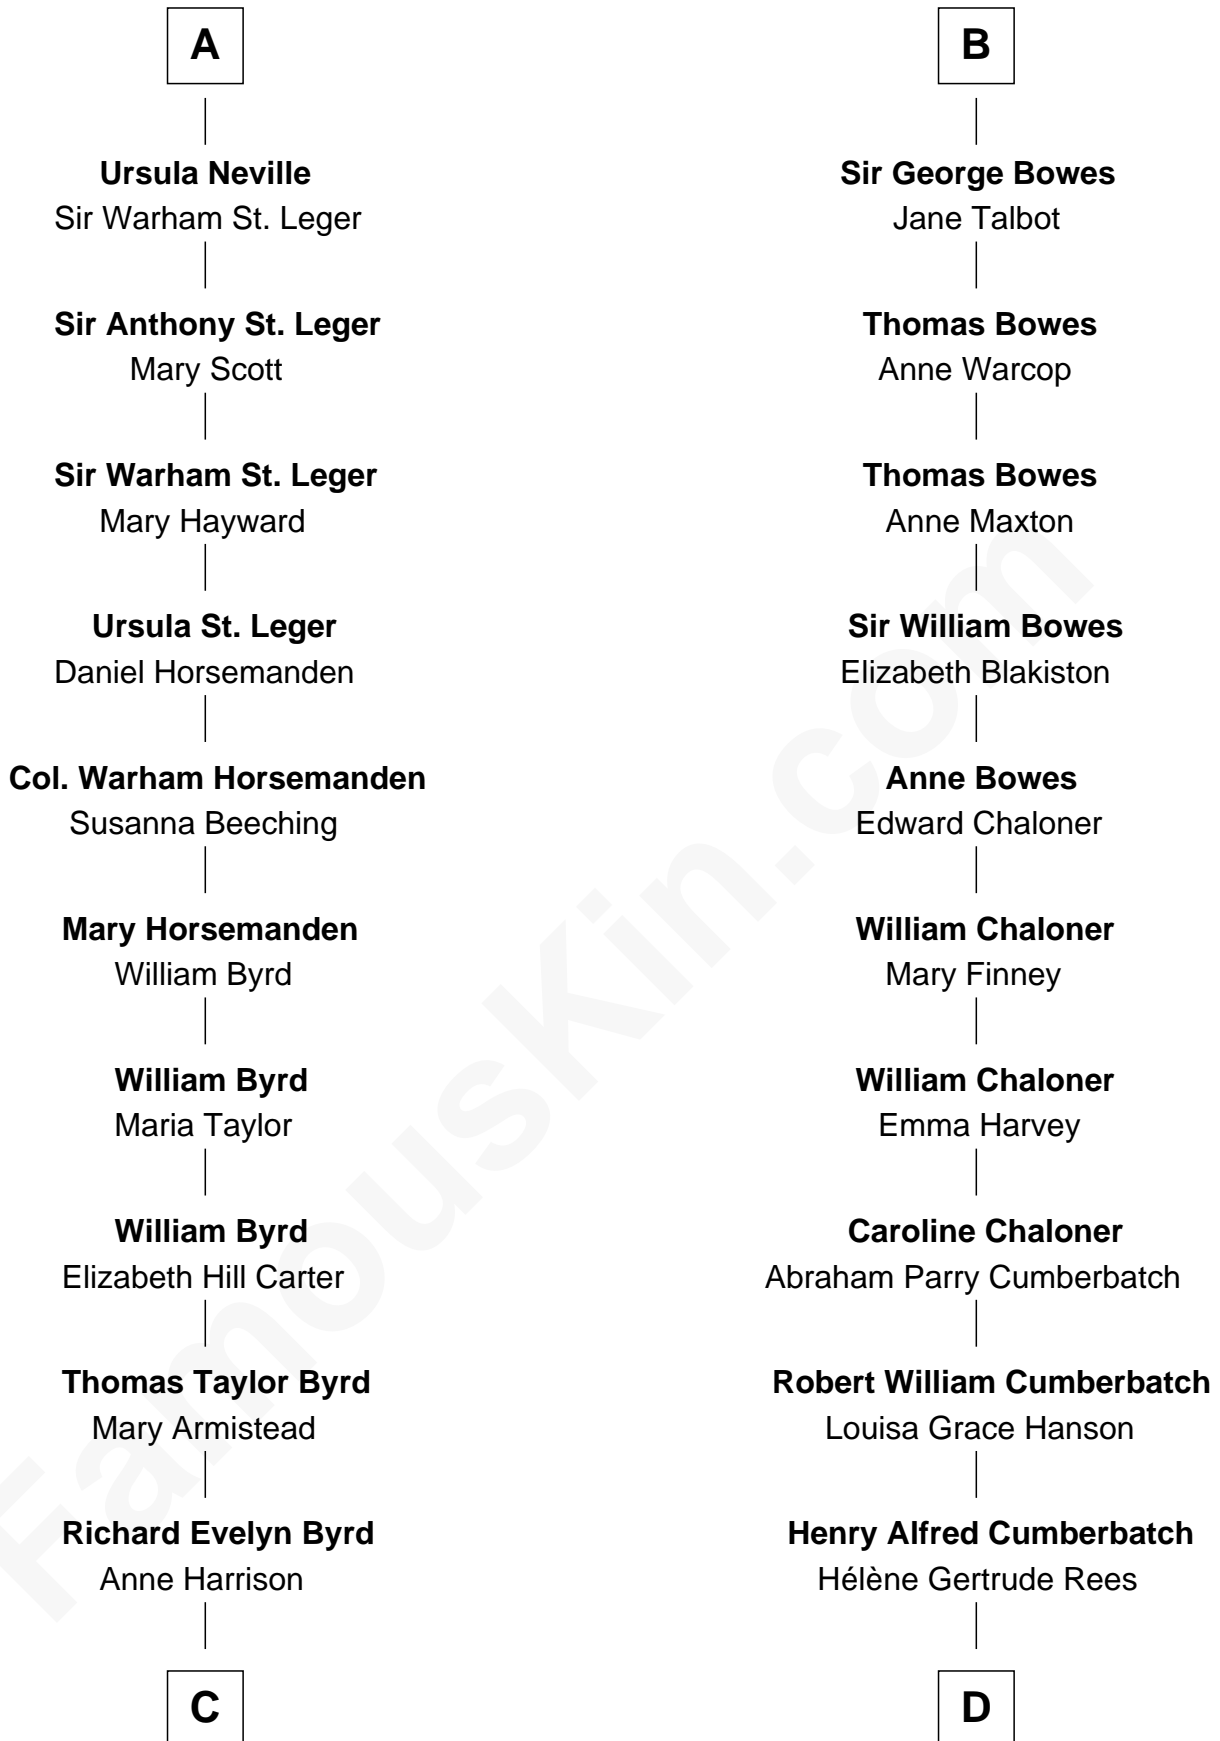 A
Ursula Neville
Sir Warham St. Leger
Sir Anthony St. Leger
Mary Scott
Sir Warham St. Leger
Mary Hayward
Ursula St. Leger
Daniel Horsemanden
Col. Warham Horsemanden
Susanna Beeching
Mary Horsemanden
William Byrd
William Byrd
Maria Taylor
William Byrd
Elizabeth Hill Carter
Thomas Taylor Byrd
Mary Armistead
Richard Evelyn Byrd
Anne Harrison
C
B
Sir George Bowes
Jane Talbot
Thomas Bowes
Anne Warcop
Thomas Bowes
Anne Maxton
Sir William Bowes
Elizabeth Blakiston
Anne Bowes
Edward Chaloner
William Chaloner
Mary Finney
William Chaloner
Emma Harvey
Caroline Chaloner
Abraham Parry Cumberbatch
Robert William Cumberbatch
Louisa Grace Hanson
Henry Alfred Cumberbatch
Hélène Gertrude Rees
D
FamousKin.com